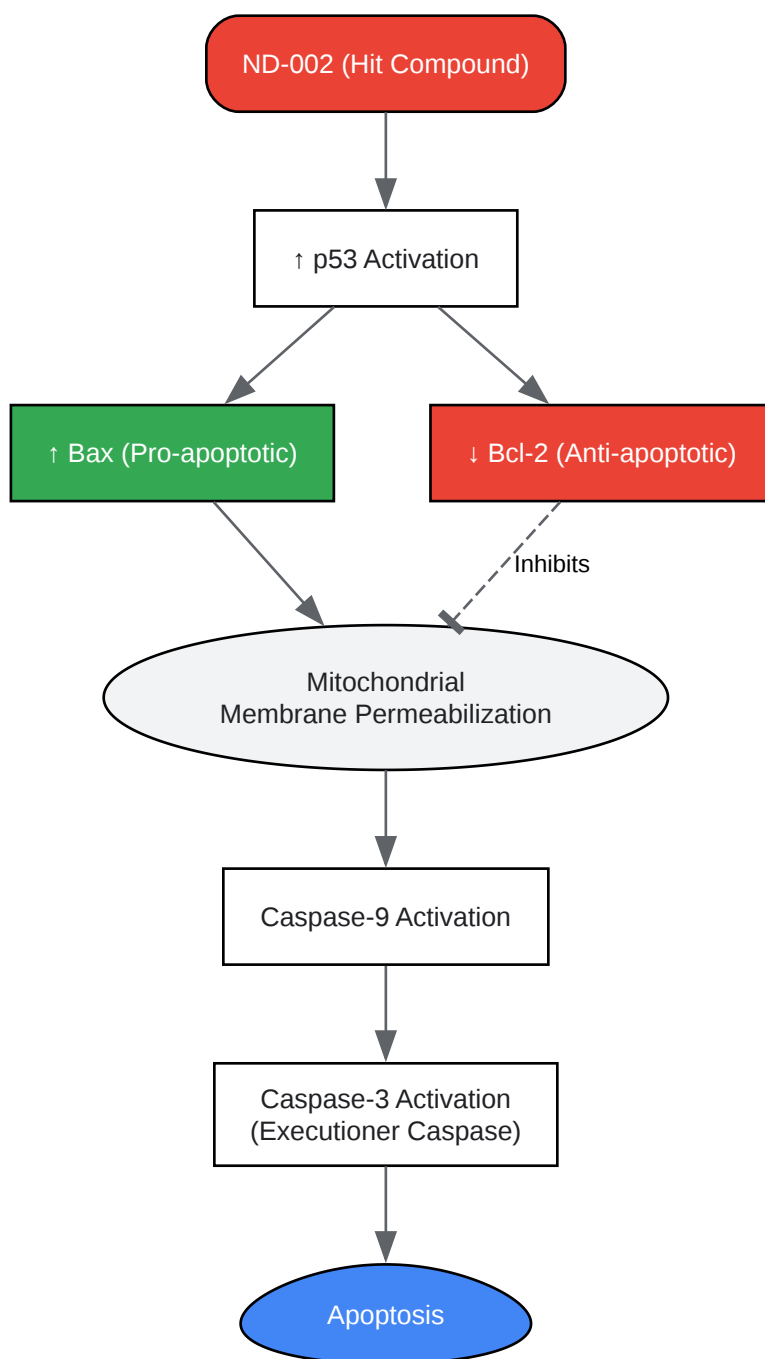 ND-002 (Hit Compound)
↑ p53 Activation
↑ Bax (Pro-apoptotic)
↓ Bcl-2 (Anti-apoptotic)
Inhibits
Mitochondrial
Membrane Permeabilization
Caspase-9 Activation
Caspase-3 Activation
(Executioner Caspase)
Apoptosis